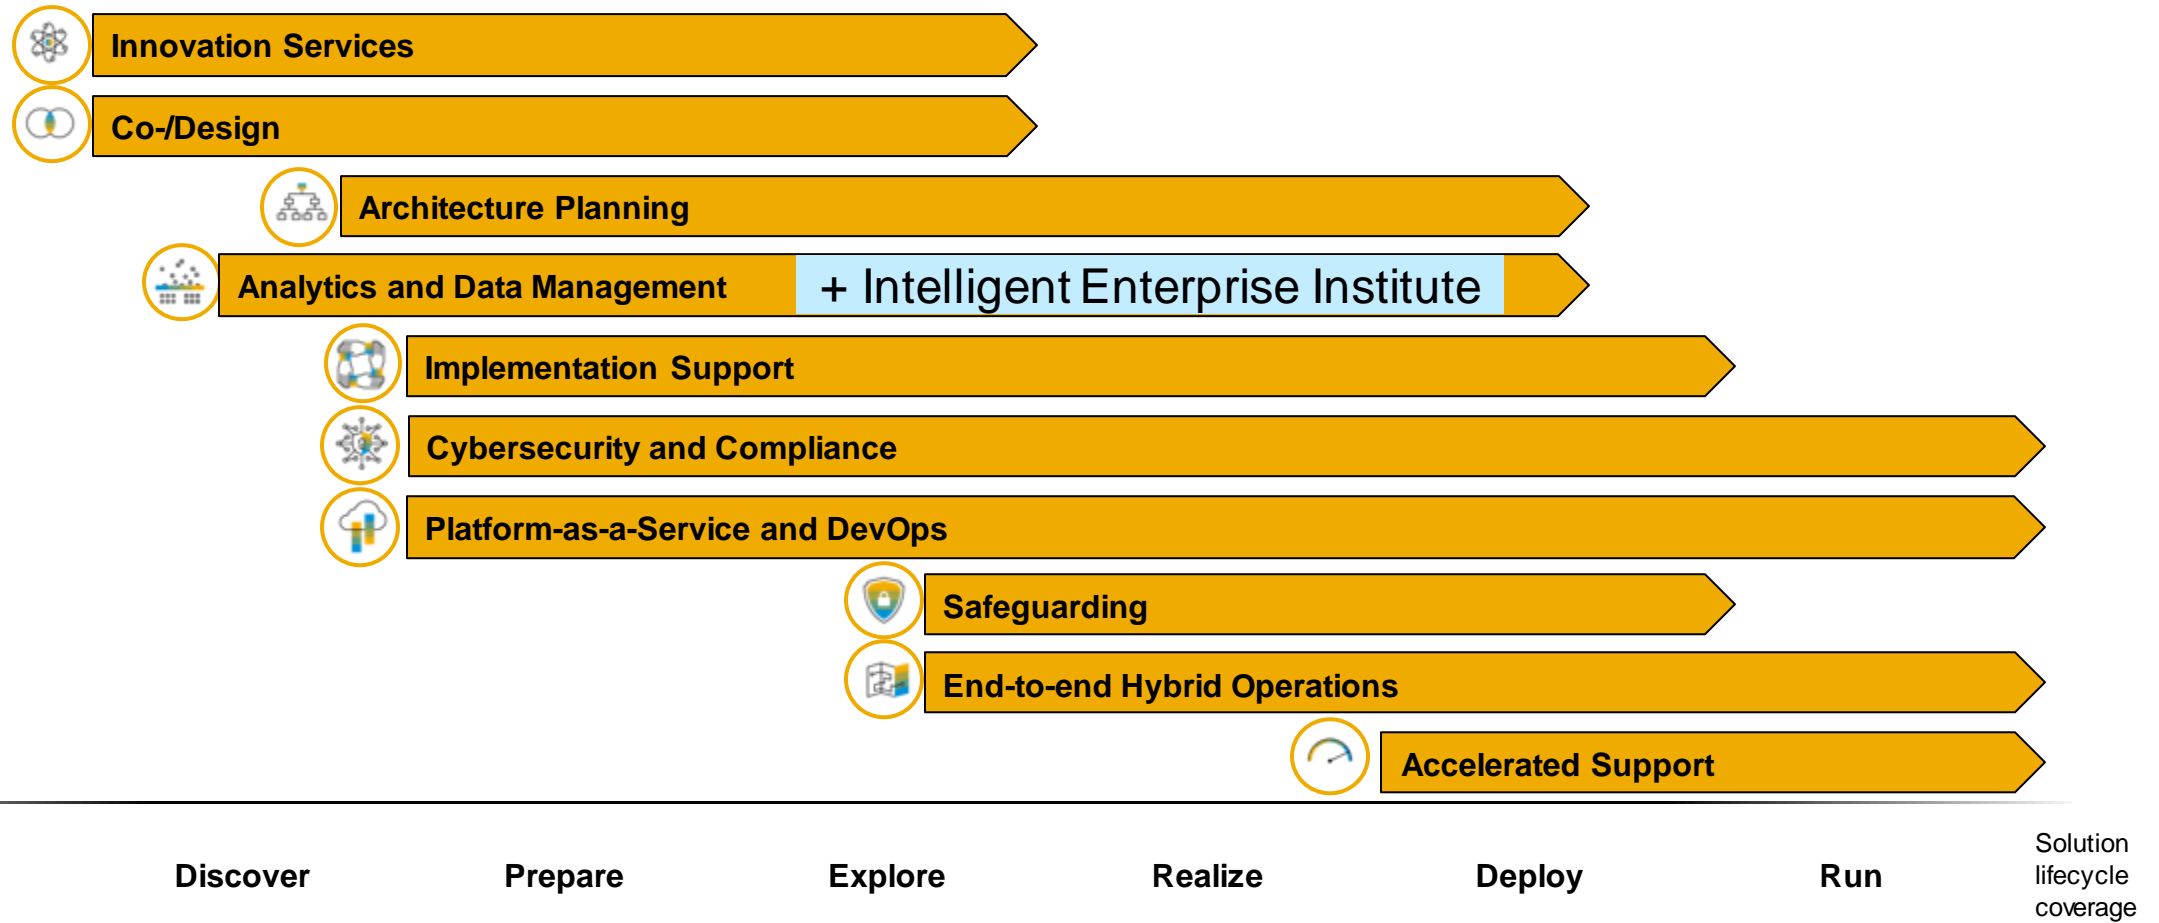 Innovation Services
Co-/Design
Architecture Planning
Analytics and Data Management
+ Intelligent Enterprise Institute
Implementation Support
Cybersecurity and Compliance
Platform-as-a-Service and DevOps
Safeguarding
End-to-end Hybrid Operations
Accelerated Support
Discover
Prepare
Explore
Realize
Deploy
Run
Solution
lifecycle
coverage